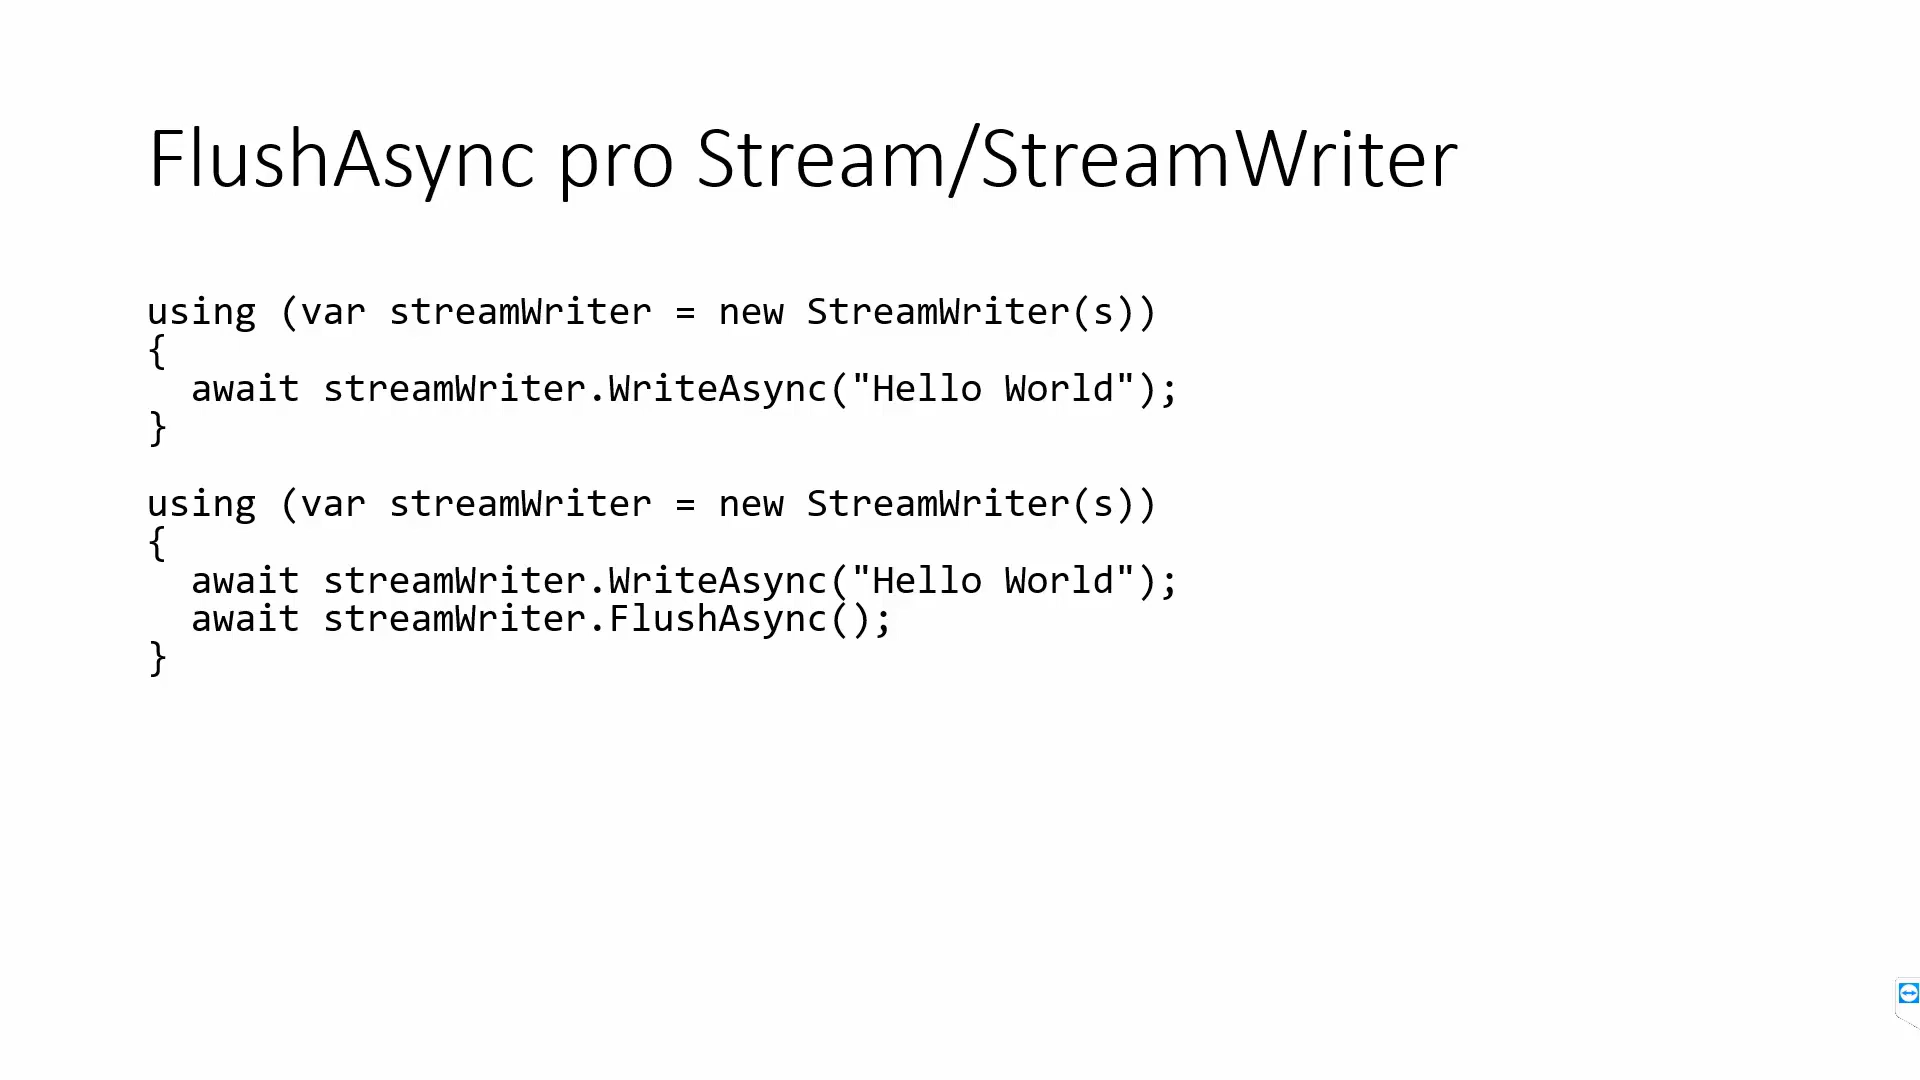 FlushAsync pro Stream/StreamWriter
using (var streamWriter = new StreamWriter(s))
{
  await streamWriter.WriteAsync("Hello World");
}
using (var streamWriter = new StreamWriter(s))
{
  await streamWriter.WriteAsync("Hello World");
  await streamWriter.FlushAsync();
}